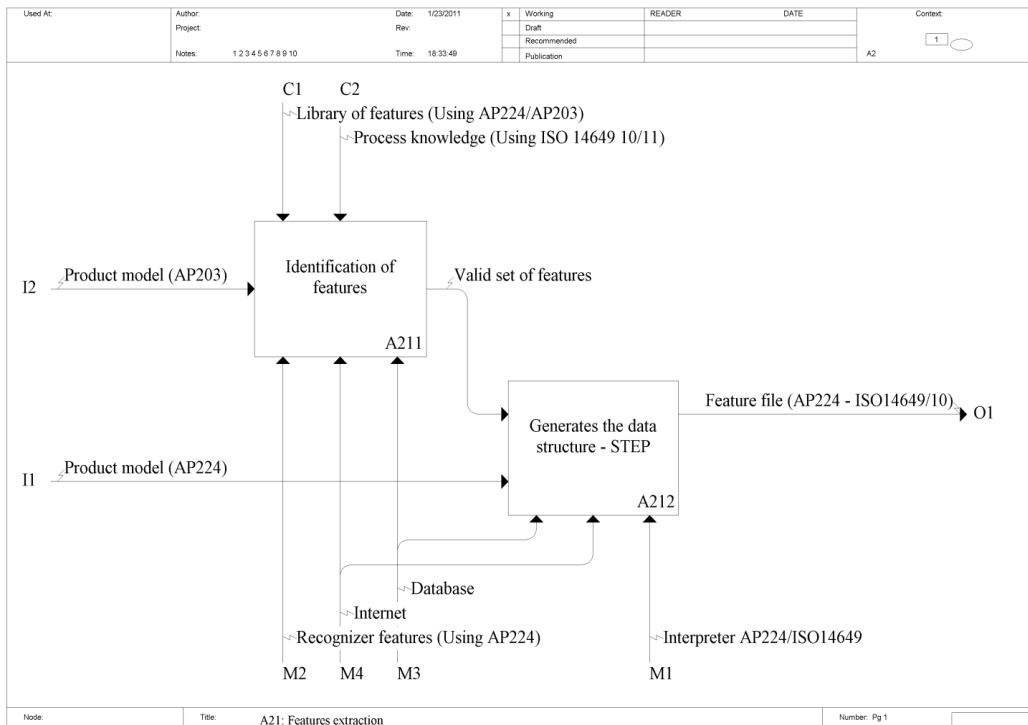 Used At: Author: Date: 1/23/2011 x Working READER DATE Context:
Project: Rev: Draft
Recommended
Notes: 1 2 3 4 5 6 7 8 9 10 Time: 18:33:49 Publication A2
1
C1 C2
Library of features (Using AP224/AP203)
Process knowledge (Using ISO 14649 10/11)
Identification of
features
A211
I2 Product model (AP203)
Valid set of features
Feature file (AP224 - ISO14649/10) O1
Generates the data
structure - STEP
A212
I1 Product model (AP224)
Database
Internet
Recognizer features (Using AP224)
Interpreter AP224/ISO14649
M2 M4 M3 M1
Node: Title: A21: Features extraction Number: Pg 1